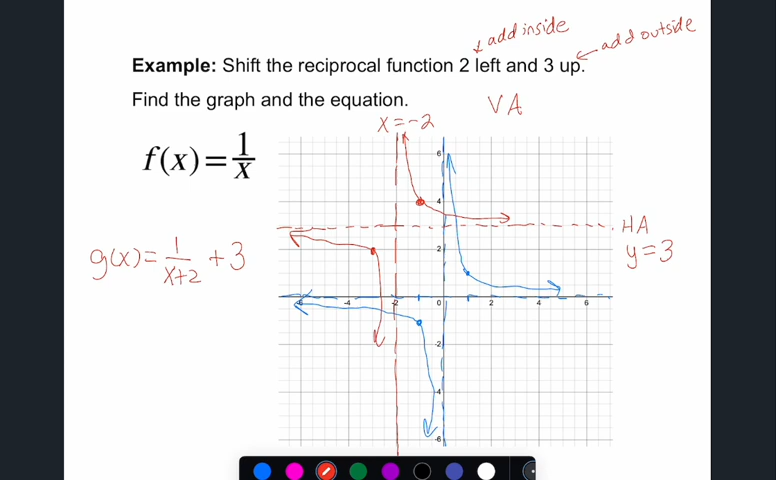 add inside
add outside
Example: Shift the reciprocal function 2 left and 3 up.
Find the graph and the equation.
VA
x=-2
f(x)=1/x
g(x)=1/(x+2)+3
HA
y=3
6
4
2
-6 -4 -2 0 2 4 6
-2
-4
-6